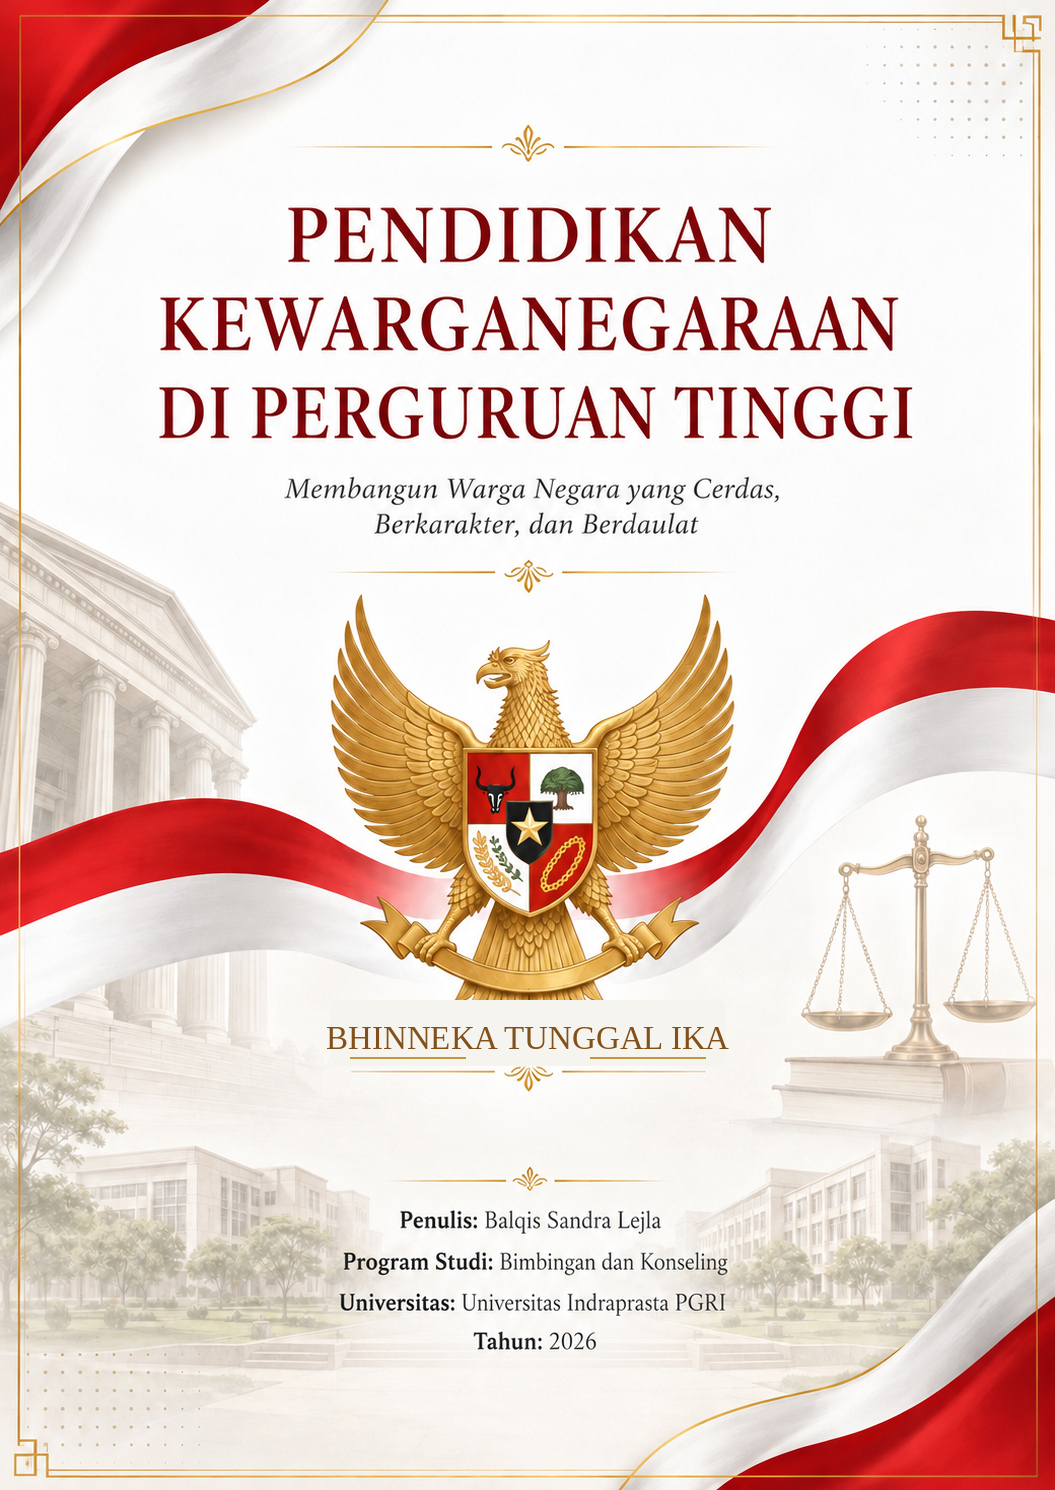 PENDIDIKAN
KEWARGANEGARAAN
DI PERGURUAN TINGGI
Membangun Warga Negara yang Cerdas,
Berkarakter, dan Berdaulat
BHINNEKA TUNGGAL IKA
Penulis: Balqis Sandra Lejla
Program Studi: Bimbingan dan Konseling
Universitas: Universitas Indraprasta PGRI
Tahun: 2026